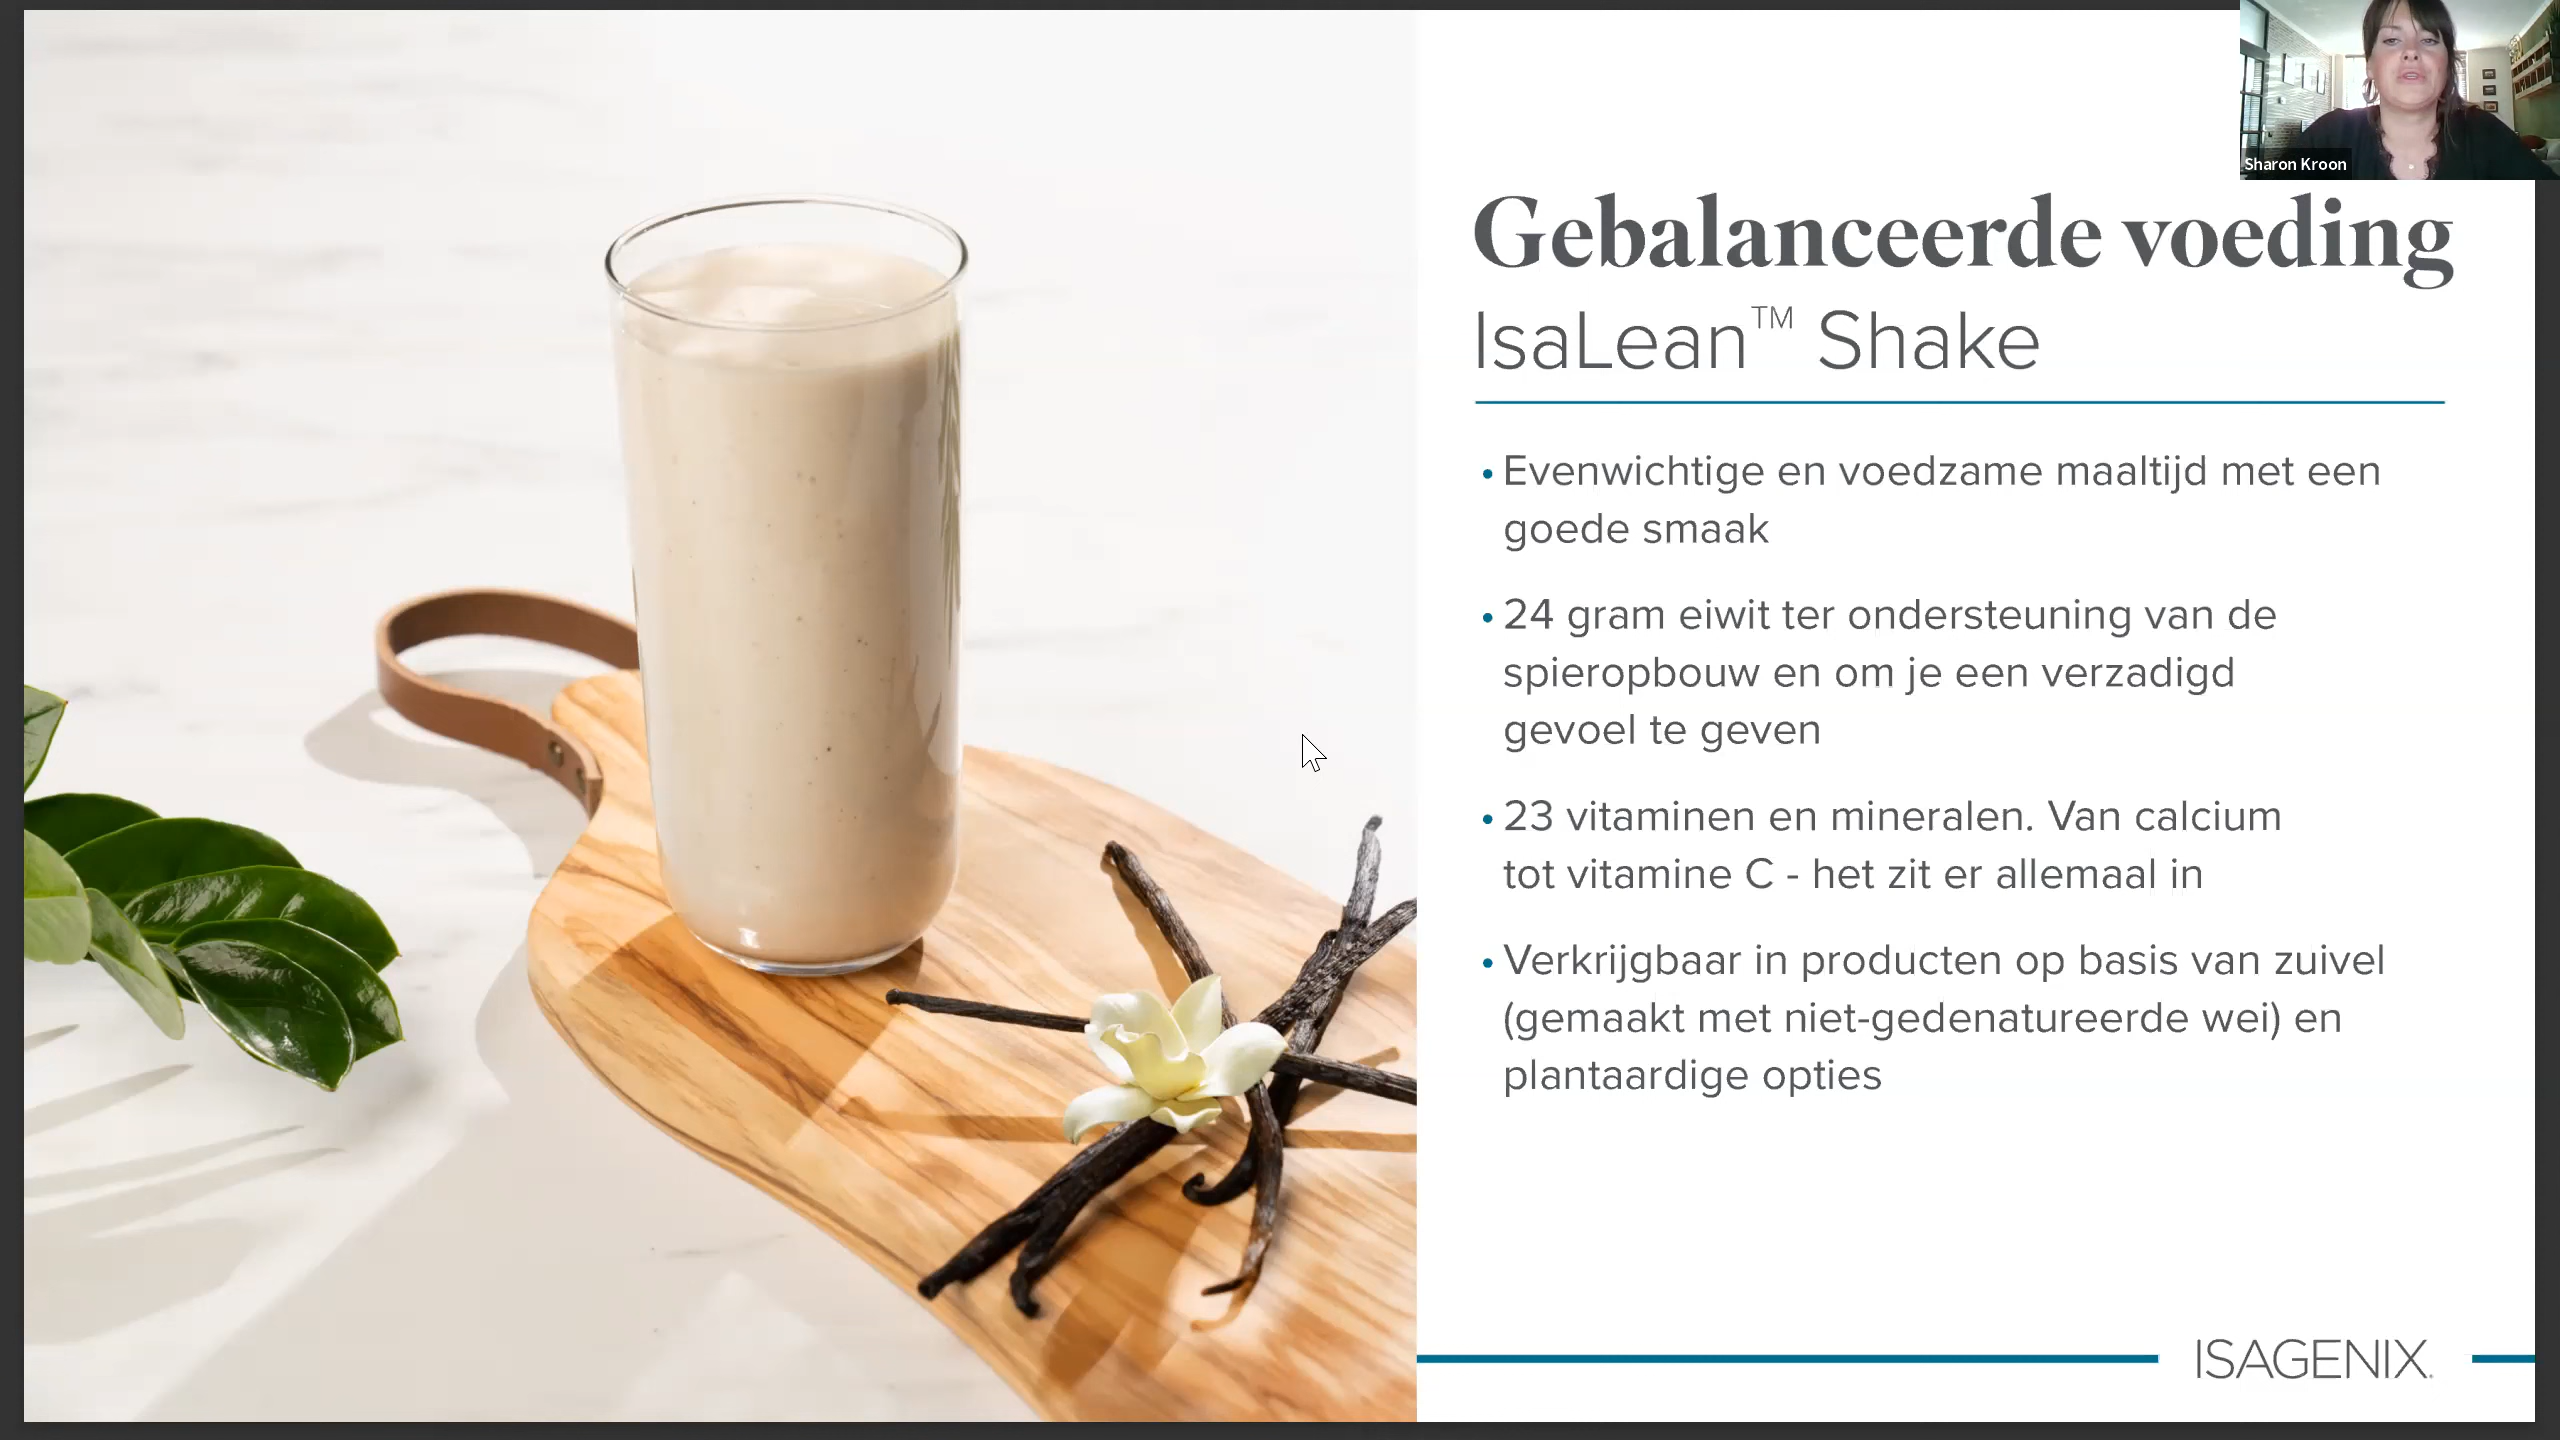 Sharon Kroon
Gebalanceerde voeding
IsaLean™ Shake
• Evenwichtige en voedzame maaltijd met een
goede smaak
• 24 gram eiwit ter ondersteuning van de
spieropbouw en om je een verzadigd
gevoel te geven
• 23 vitaminen en mineralen. Van calcium
tot vitamine C - het zit er allemaal in
• Verkrijgbaar in producten op basis van zuivel
(gemaakt met niet-gedenatureerde wei) en
plantaardige opties
ISAGENIX